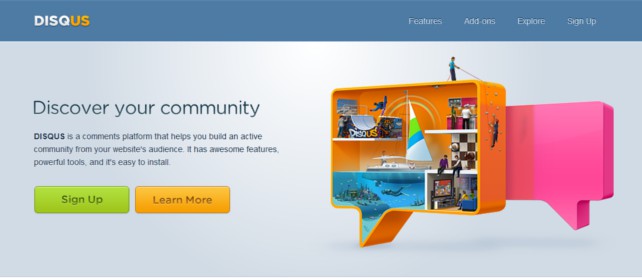 DISQUS
Features Add-ons Explore Sign Up
Discover your community
DISQUS is a comments platform that helps you build an active
community from your website's audience. It has awesome features,
powerful tools, and it's easy to install.
Sign Up Learn More
DISQUS